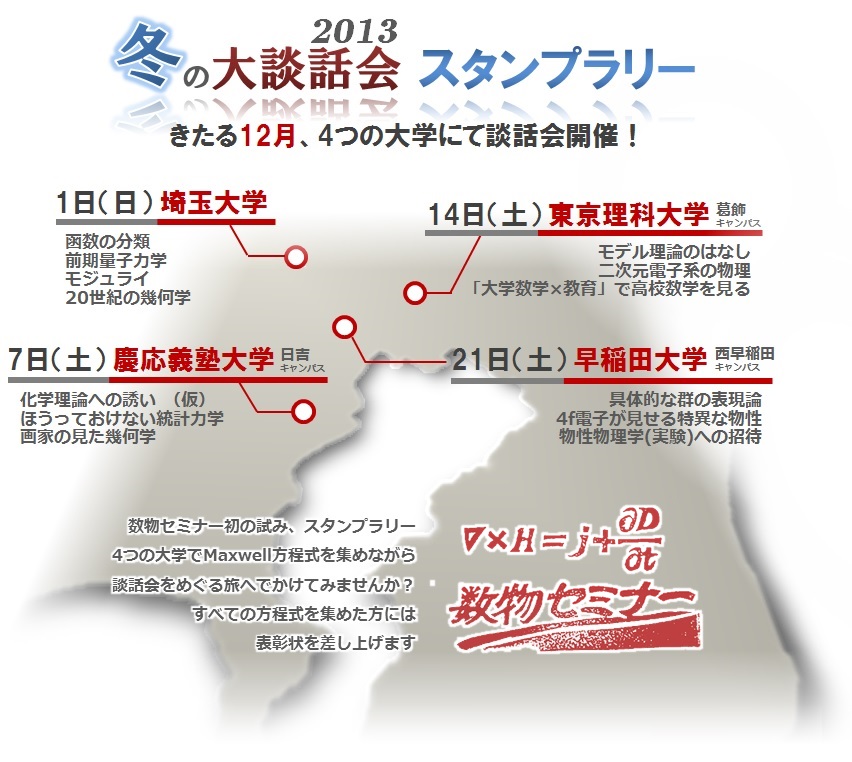 2013
冬の大談話会 スタンプラリー
きたる12月、4つの大学にて談話会開催！
1日(日) 埼玉大学
函数の分類
前期量子力学
モジュライ
20世紀の幾何学
14日(土) 東京理科大学 葛飾キャンパス
モデル理論のはなし
二次元電子系の物理
「大学数学×教育」で高校数学を見る
7日(土) 慶応義塾大学 日吉キャンパス
化学理論への誘い （仮）
ほうっておけない統計力学
画家の見た幾何学
21日(土) 早稲田大学 西早稲田キャンパス
具体的な群の表現論
4f電子が見せる特異な物性
物性物理学(実験)への招待
数物セミナー初の試み、スタンプラリー
4つの大学でMaxwell方程式を集めながら
談話会をめぐる旅へでかけてみませんか？
すべての方程式を集めた方には
表彰状を差し上げます
∇×H=j+∂D/∂t
数物セミナー